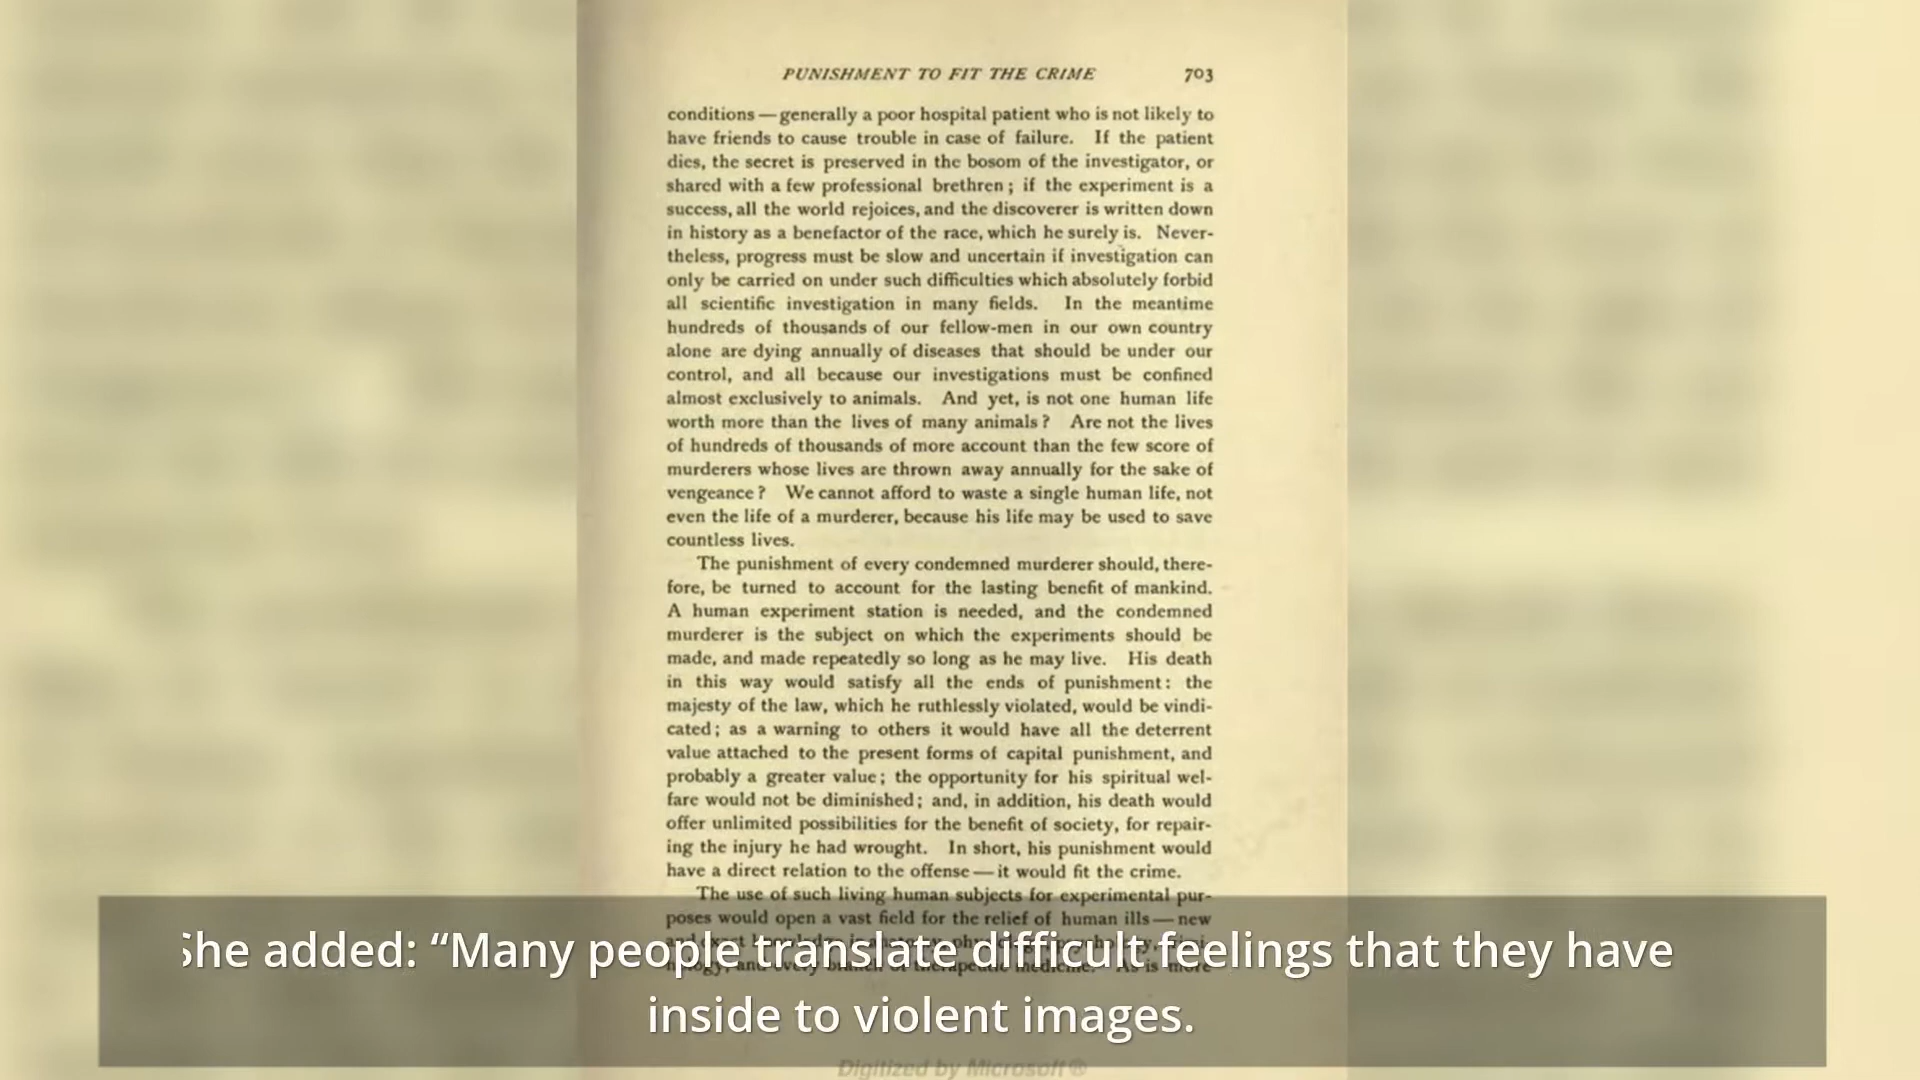 PUNISHMENT TO FIT THE CRIME 703
conditions — generally a poor hospital patient who is not likely to
have friends to cause trouble in case of failure. If the patient
dies, the secret is preserved in the bosom of the investigator, or
shared with a few professional brethren; if the experiment is a
success, all the world rejoices, and the discoverer is written down
in history as a benefactor of the race, which he surely is. Never-
theless, progress must be slow and uncertain if investigation can
only be carried on under such difficulties which absolutely forbid
all scientific investigation in many fields. In the meantime
hundreds of thousands of our fellow-men in our own country
alone are dying annually of diseases that should be under our
control, and all because our investigations must be confined
almost exclusively to animals. And yet, is not one human life
worth more than the lives of many animals? Are not the lives
of hundreds of thousands of more account than the few score of
murderers whose lives are thrown away annually for the sake of
vengeance? We cannot afford to waste a single human life, not
even the life of a murderer, because his life may be used to save
countless lives.
The punishment of every condemned murderer should, there-
fore, be turned to account for the lasting benefit of mankind.
A human experiment station is needed, and the condemned
murderer is the subject on which the experiments should be
made, and made repeatedly so long as he may live. His death
in this way would satisfy all the ends of punishment: the
majesty of the law, which he ruthlessly violated, would be vindi-
cated; as a warning to others it would have all the deterrent
value attached to the present forms of capital punishment, and
probably a greater value; the opportunity for his spiritual wel-
fare would not be diminished; and, in addition, his death would
offer unlimited possibilities for the benefit of society, for repair-
ing the injury he had wrought. In short, his punishment would
have a direct relation to the offense — it would fit the crime.
The use of such living human subjects for experimental pur-
poses would open a vast field for the relief of human ills — new
She added: “Many people translate difficult feelings that they have
inside to violent images.
Digitized by Microsoft®